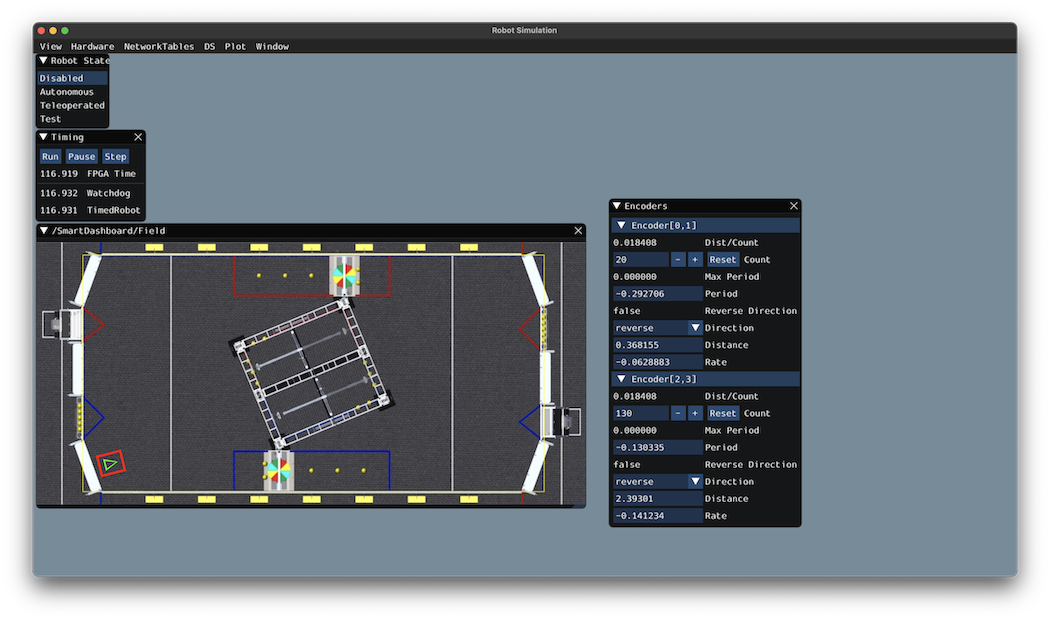 Robot Simulation
View Hardware NetworkTables DS Plot Window
Robot State
Disabled
Autonomous
Teleoperated
Test
Timing
Run Pause Step
116.919 FPGA Time
116.932 Watchdog
116.931 TimedRobot
/SmartDashboard/Field
Encoders
Encoder[0,1]
0.018408 Dist/Count
20 - + Reset Count
0.000000 Max Period
-0.292706 Period
false Reverse Direction
reverse Direction
0.368155 Distance
-0.0628883 Rate
Encoder[2,3]
0.018408 Dist/Count
130 - + Reset Count
0.000000 Max Period
-0.130335 Period
false Reverse Direction
reverse Direction
2.39301 Distance
-0.141234 Rate